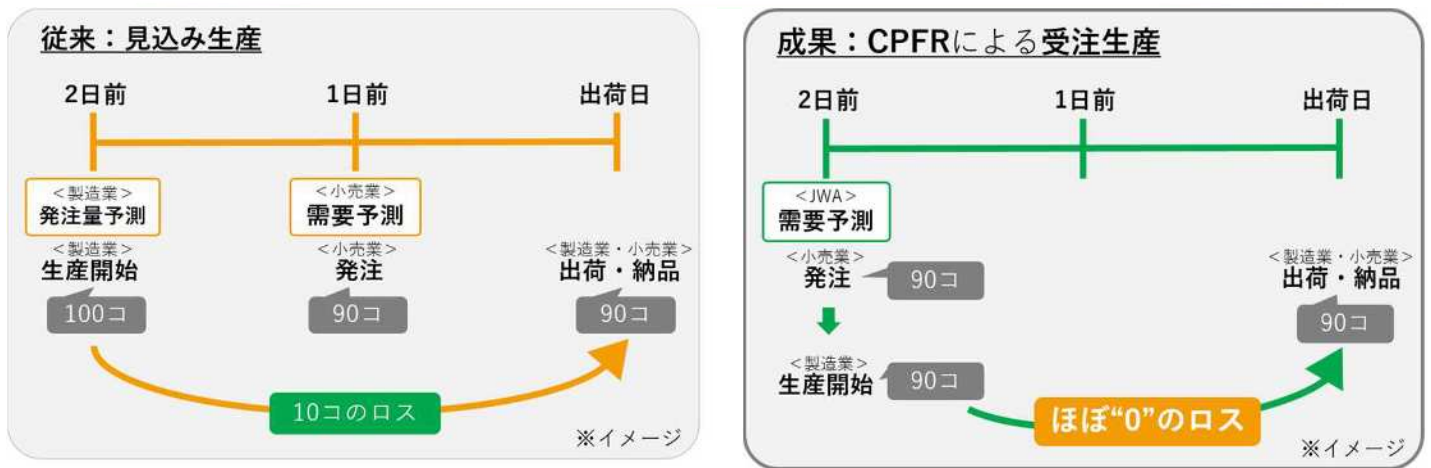 従来：見込み生産
2日前
1日前
出荷日
＜製造業＞
発注量予測
＜製造業＞
生産開始
100コ
＜小売業＞
需要予測
＜小売業＞
発注
90コ
＜製造業・小売業＞
出荷・納品
90コ
10コのロス
※イメージ
成果：CPFRによる受注生産
2日前
1日前
出荷日
＜JWA＞
需要予測
＜小売業＞
発注
90コ
＜製造業＞
生産開始
90コ
＜製造業・小売業＞
出荷・納品
90コ
ほぼ“0”のロス
※イメージ